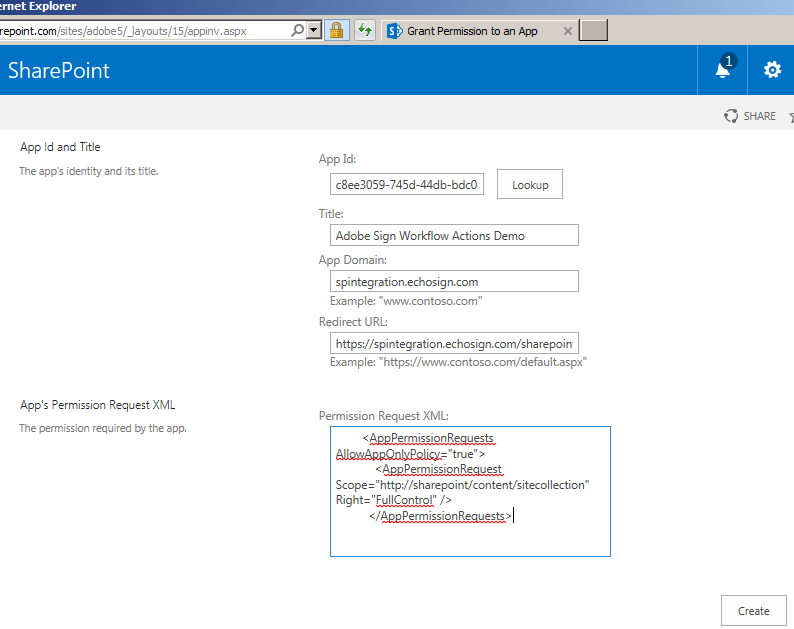 ernet Explorer
repoint.com/sites/adobe5/_layouts/15/appinv.aspx
Grant Permission to an App
SharePoint
1
SHARE
App Id and Title
The app's identity and its title.
App Id:
c8ee3059-745d-44db-bdc0
Lookup
Title:
Adobe Sign Workflow Actions Demo
App Domain:
spintegration.echosign.com
Example: "www.contoso.com"
Redirect URL:
https://spintegration.echosign.com/sharepoin
Example: "https://www.contoso.com/default.aspx"
App's Permission Request XML
The permission required by the app.
Permission Request XML:
<AppPermissionRequests
AllowAppOnlyPolicy="true">
<AppPermissionRequest
Scope="http://sharepoint/content/sitecollection"
Right="FullControl" />
</AppPermissionRequests>
Create